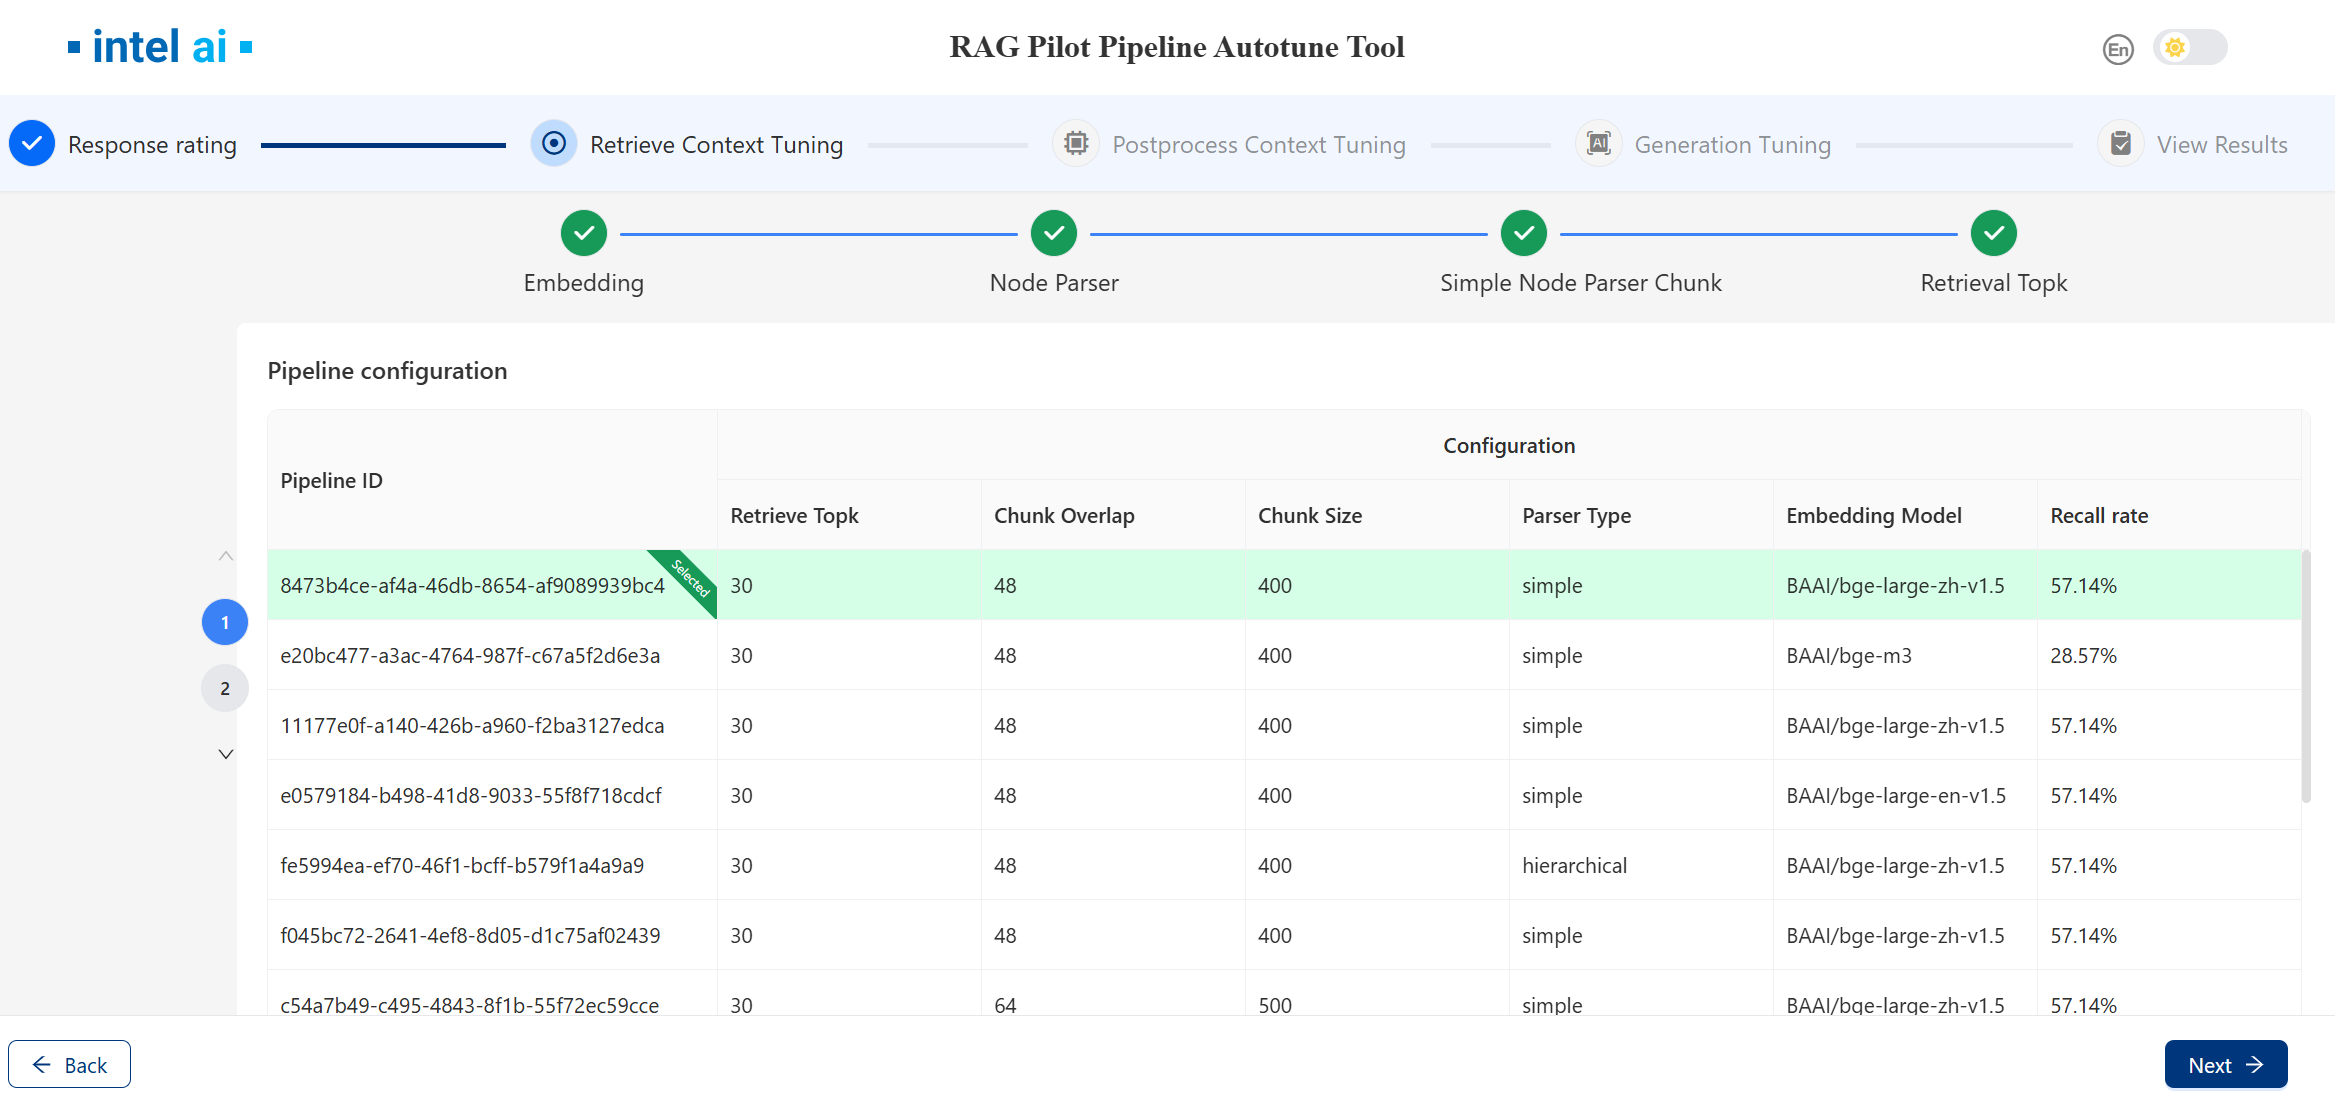 intel ai
RAG Pilot Pipeline Autotune Tool
En
Response rating
Retrieve Context Tuning
Postprocess Context Tuning
AI
Generation Tuning
View Results
Embedding
Node Parser
Simple Node Parser Chunk
Retrieval Topk
Pipeline configuration
Pipeline ID
Configuration
Retrieve Topk Chunk Overlap Chunk Size Parser Type Embedding Model Recall rate
8473b4ce-af4a-46db-8654-af9089939bc4 Selected 30 48 400 simple BAAI/bge-large-zh-v1.5 57.14%
1
e20bc477-a3ac-4764-987f-c67a5f2d6e3a 30 48 400 simple BAAI/bge-m3 28.57%
2
11177e0f-a140-426b-a960-f2ba3127edca 30 48 400 simple BAAI/bge-large-zh-v1.5 57.14%
e0579184-b498-41d8-9033-55f8f718cdcf 30 48 400 simple BAAI/bge-large-en-v1.5 57.14%
fe5994ea-ef70-46f1-bcff-b579f1a4a9a9 30 48 400 hierarchical BAAI/bge-large-zh-v1.5 57.14%
f045bc72-2641-4ef8-8d05-d1c75af02439 30 48 400 simple BAAI/bge-large-zh-v1.5 57.14%
c54a7b49-c495-4843-8f1b-55f72ec59cce 30 64 500 simple BAAI/bge-large-zh-v1.5 57.14%
Back
Next